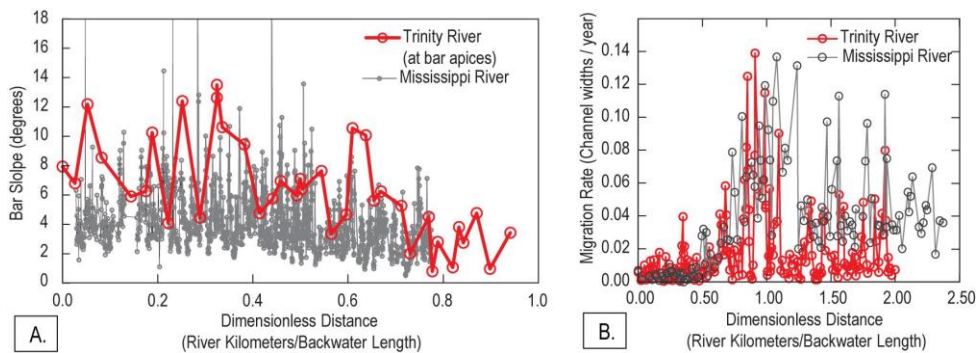 18
16
14
12
10
8
6
4
2
0
Bar Slolpe (degrees)
Trinity River
(at bar apices)
Mississippi River
0.0
0.2
0.4
0.6
0.8
1.0
Dimensionless Distance
(River Kilometers/Backwater Length)
A.
B.
0.14
0.12
0.10
0.08
0.06
0.04
0.02
0.00
Migration Rate (Channel widths / year)
Trinity River
Mississippi River
0.00
0.50
1.00
1.50
2.00
2.50
Dimensionless Distance
(River Kilometers/Backwater Length)
B.